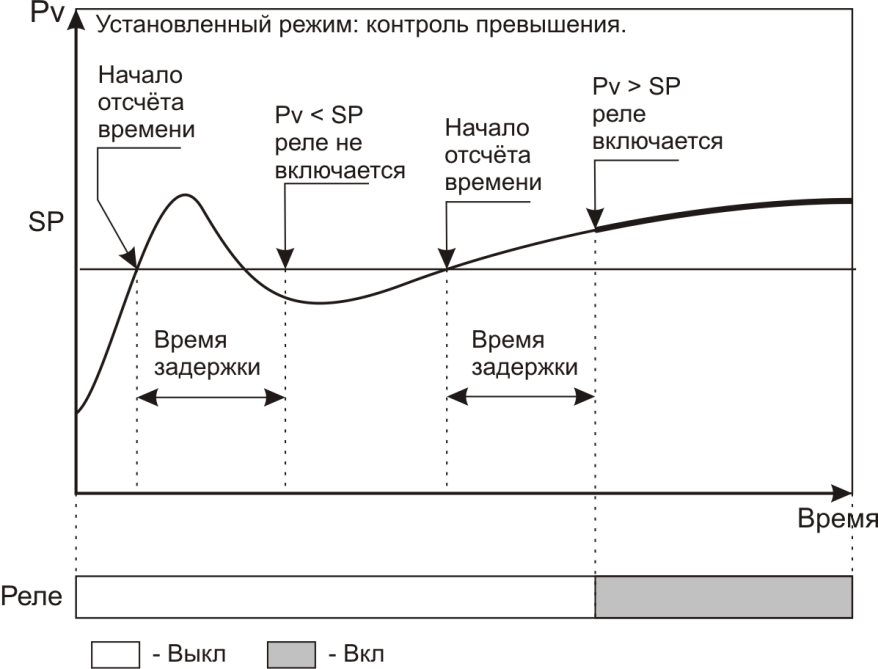 Pv
Установленный режим: контроль превышения.
Начало
отсчёта
времени
Pv < SP
реле не
включается
Начало
отсчёта
времени
Pv > SP
реле
включается
SP
Время
задержки
Время
задержки
Время
Реле
- Выкл
- Вкл